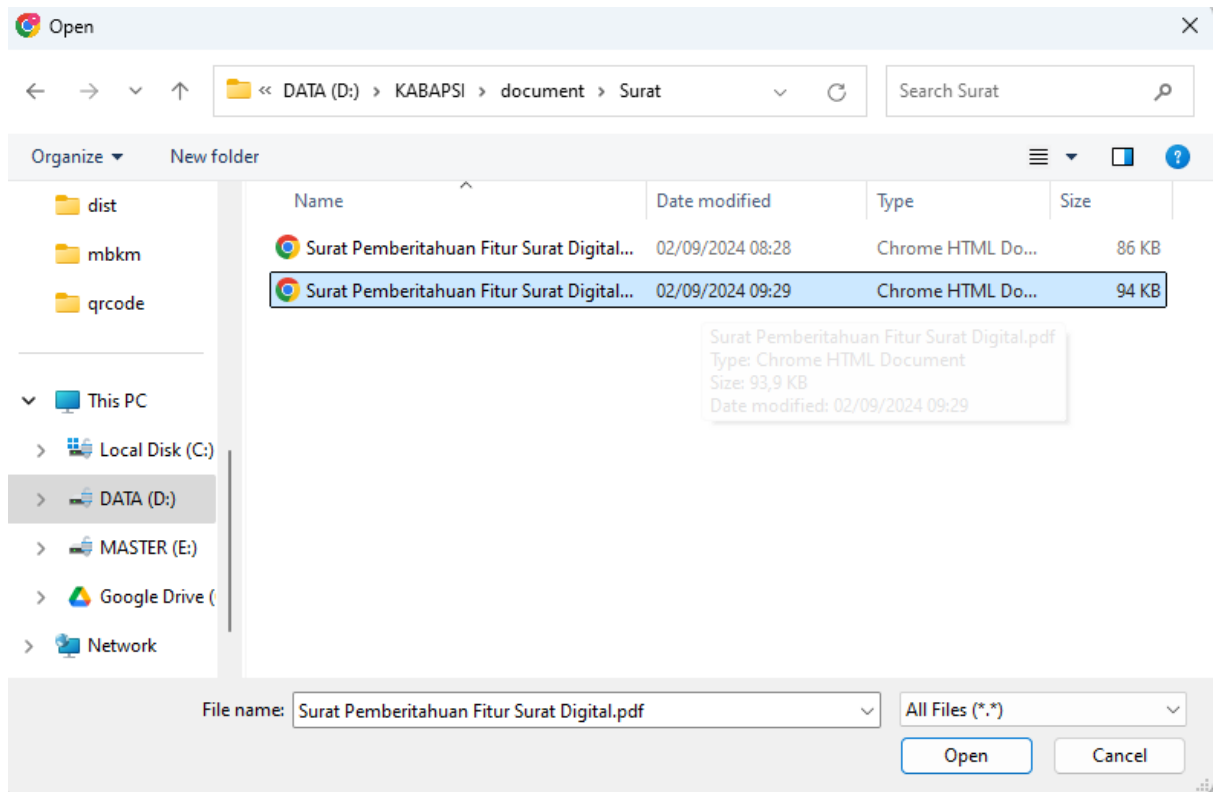 Open
« DATA (D:) > KABAPSI > document > Surat
Search Surat
Organize
New folder
?
Name
Date modified
Type
Size
dist
mbkm
qrcode
Surat Pemberitahuan Fitur Surat Digital... 02/09/2024 08:28 Chrome HTML Do... 86 KB
Surat Pemberitahuan Fitur Surat Digital... 02/09/2024 09:29 Chrome HTML Do... 94 KB
Surat Pemberitahuan Fitur Surat Digital.pdf
Type: Chrome HTML Document
Size: 93,9 KB
Date modified: 02/09/2024 09:29
This PC
Local Disk (C:)
DATA (D:)
MASTER (E:)
Google Drive (
Network
File name: Surat Pemberitahuan Fitur Surat Digital.pdf
All Files (*.*)
Open
Cancel